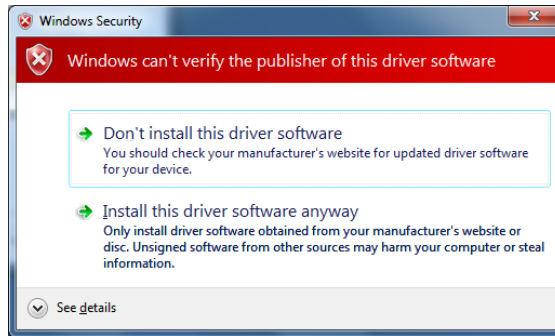 Windows Security
Windows can't verify the publisher of this driver software
Don't install this driver software
You should check your manufacturer's website for updated driver software
for your device.
Install this driver software anyway
Only install driver software obtained from your manufacturer's website or
disc. Unsigned software from other sources may harm your computer or steal
information.
See details